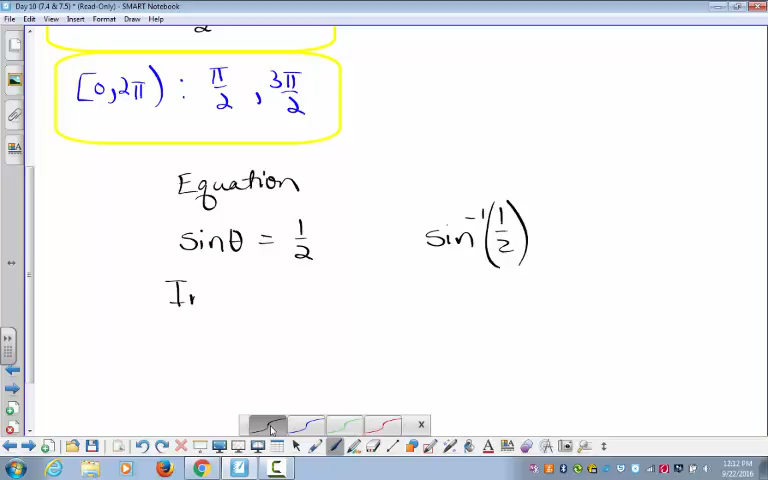 Day 10 (7.4 & 7.5) * (Read-Only) - SMART Notebook
File Edit View Insert Format Draw Help
[0,2π) : π/2 , 3π/2
Equation
sinθ = 1/2
sin⁻¹(1/2)
In
12:12 PM
9/22/2016